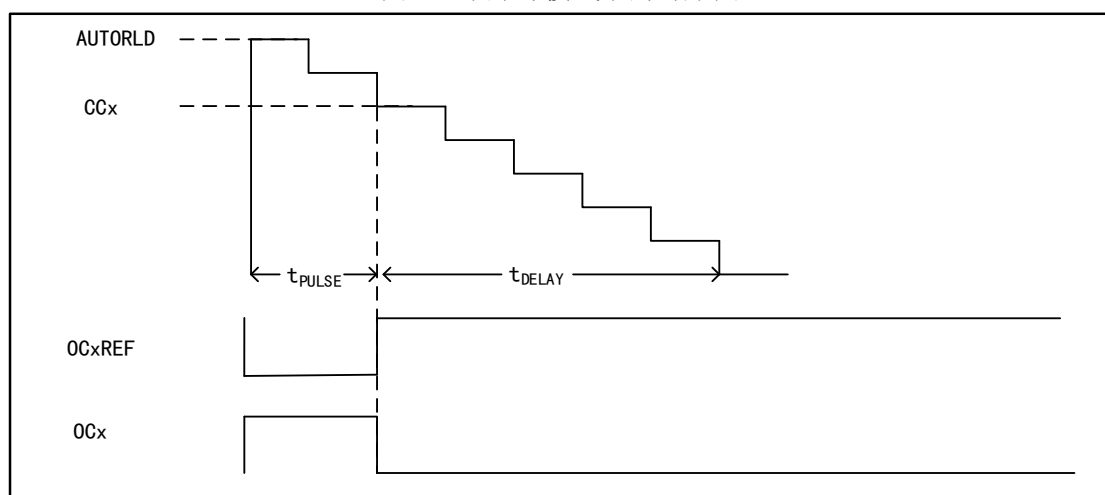 AUTORLD
CCx
tPULSE
tDELAY
OCxREF
OCx